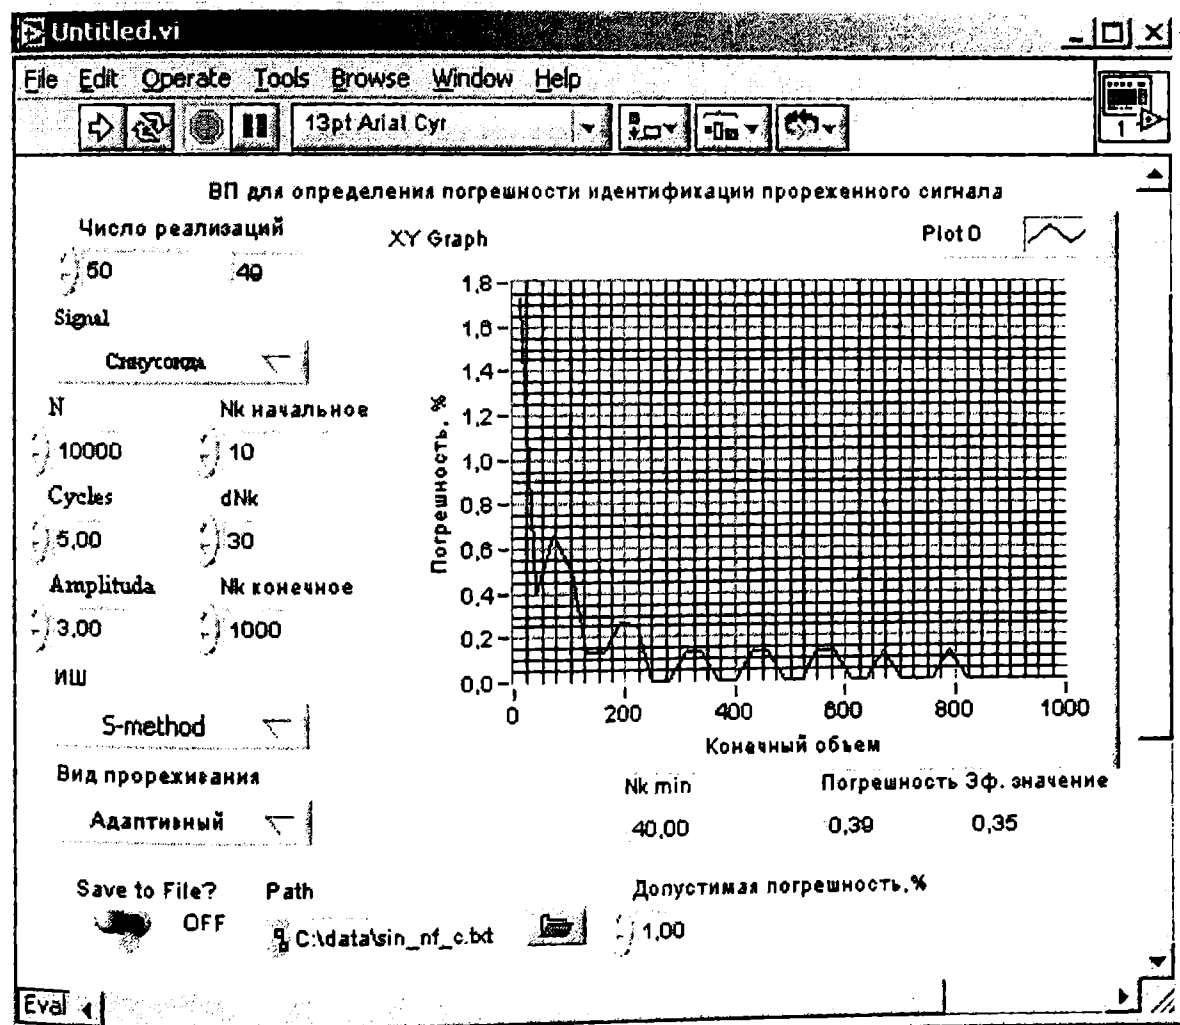 Untitled.vi
File Edit Operate Tools Browse Window Help
13pt Arial Cyr
1
ВП для определения погрешности идентификации прореженного сигнала
Число реализаций
50 40
XY Graph
Plot 0
Signal
Синусоида
N Nk начальное
10000 10
Cycles dNk
5,00 30
Amplituda Nk конечное
3,00 1000
ИШ
S-method
Вид прореживания
Адаптивный
Погрешность, %
1,8
1,6
1,4
1,2
1,0
0,8
0,6
0,4
0,2
0,0
0 200 400 600 800 1000
Конечный объем
Nk min Погрешность Эф. значение
40,00 0,39 0,35
Save to File? Path
OFF C:\data\sin_nf_c.txt
Допустимая погрешность,%
1,00
Eval